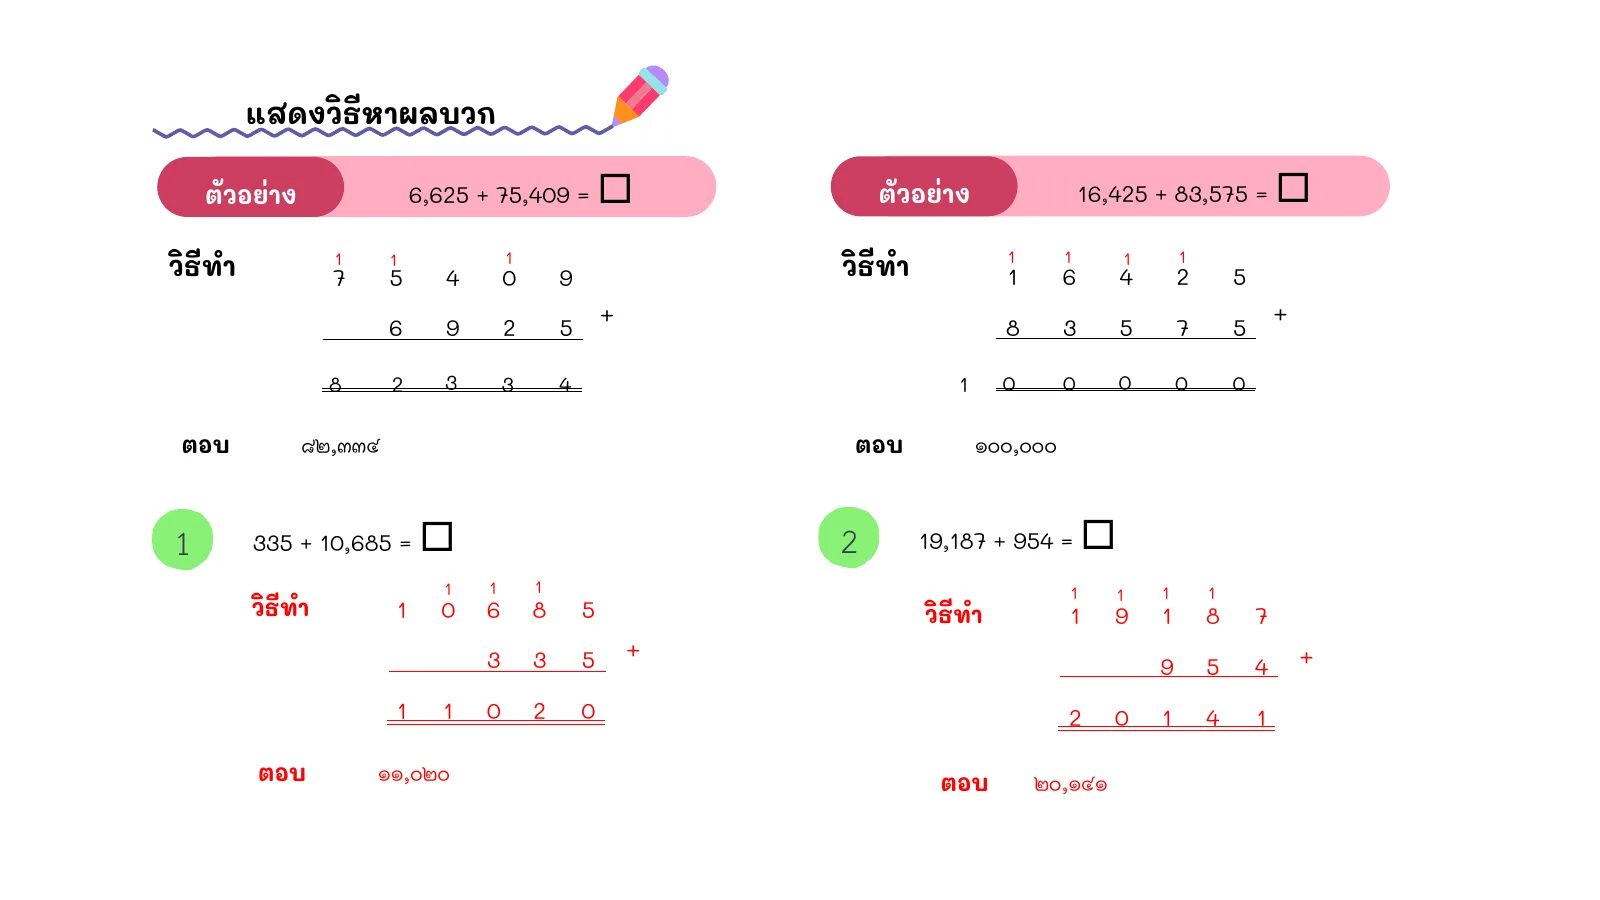 แสดงวิธีหาผลบวก
ตัวอย่าง 6,625 + 75,409 =
วิธีทำ
1 1 1
7 5 4 0 9
+
6 9 2 5
8 2 3 3 4
ตอบ ๘๒,๓๓๔
ตัวอย่าง 16,425 + 83,575 =
วิธีทำ
1 1 1 1
1 6 4 2 5
+
8 3 5 7 5
1 0 0 0 0 0
ตอบ ๑๐๐,๐๐๐
1 335 + 10,685 =
วิธีทำ
1 1 1
1 0 6 8 5
+
3 3 5
1 1 0 2 0
ตอบ ๑๑,๐๒๐
2 19,187 + 954 =
วิธีทำ
1 1 1 1
1 9 1 8 7
+
9 5 4
2 0 1 4 1
ตอบ ๒๐,๑๔๑